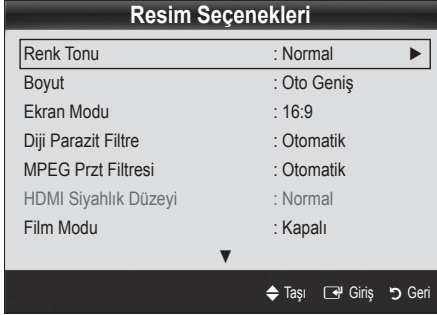 Resim Seçenekleri
Renk Tonu : Normal ►
Boyut : Oto Geniş
Ekran Modu : 16:9
Diji Parazit Filtre : Otomatik
MPEG Przt Filtresi : Otomatik
HDMI Siyahlık Düzeyi : Normal
Film Modu : Kapalı
▼
Taşı Giriş Geri